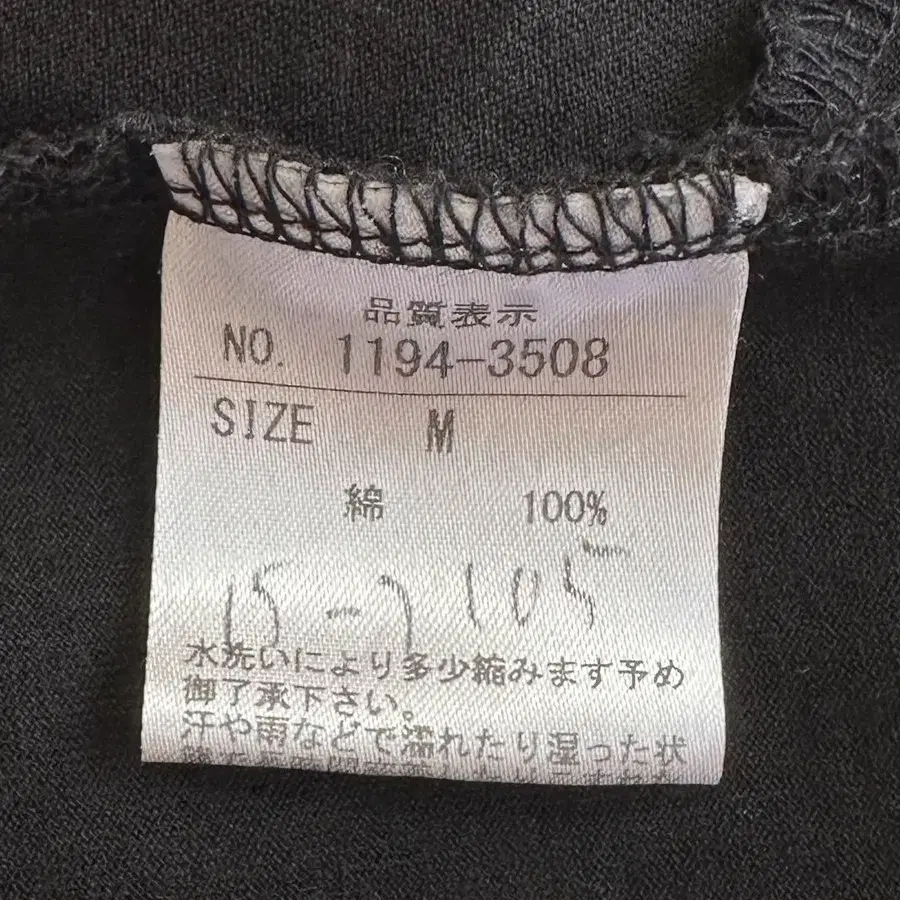 品質表示
NO. 1194-3508
SIZE M
綿 100%
15-7105
水洗いにより多少縮みます予め
御了承下さい。
汗や雨などで濡れたり湿った状